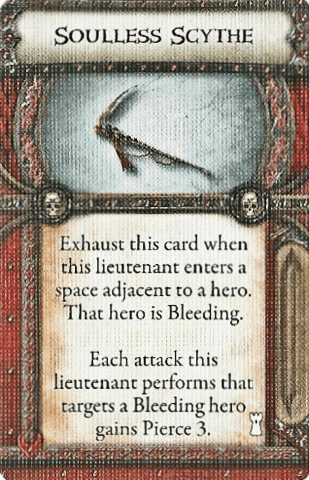 Soulless Scythe
Exhaust this card when
this lieutenant enters a
space adjacent to a hero.
That hero is Bleeding.
Each attack this
lieutenant performs that
targets a Bleeding hero
gains Pierce 3.